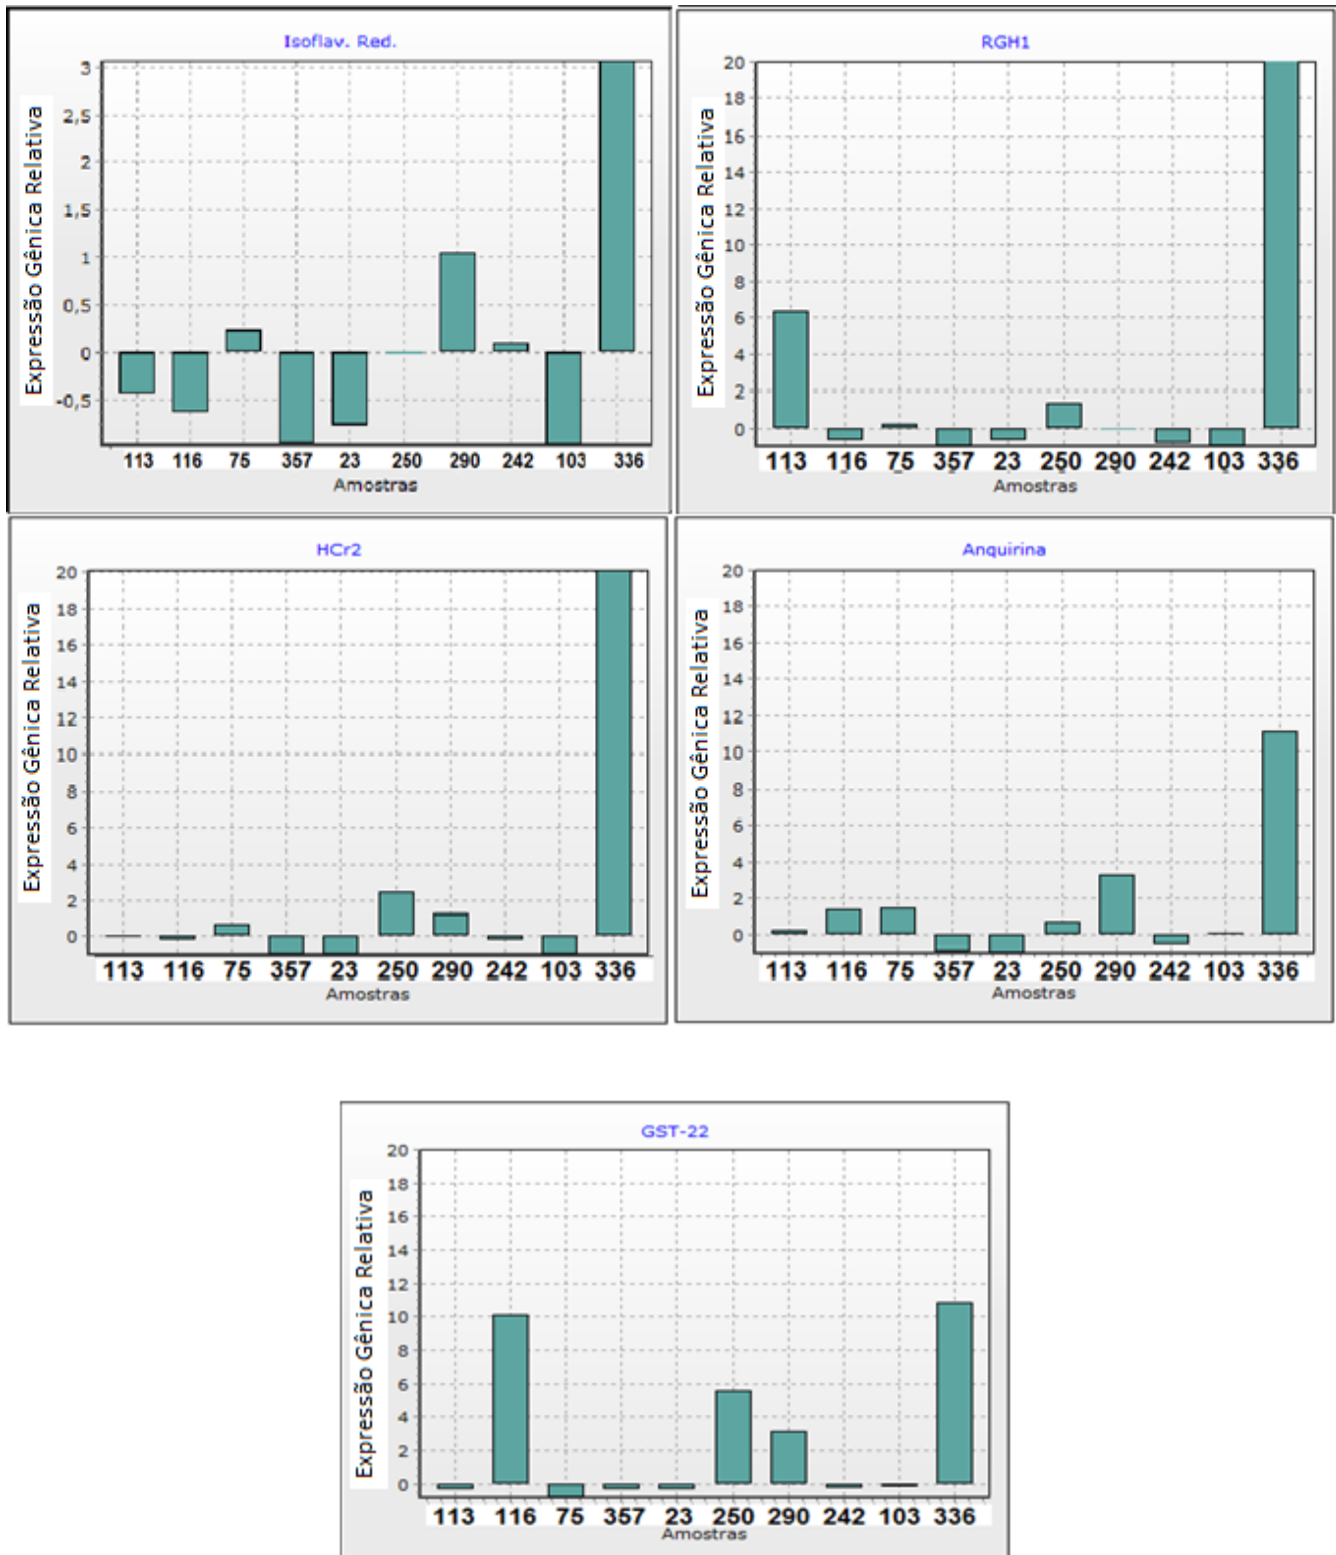 Isoflav. Red.
Expressão Gênica Relativa
3
2,5
2
1,5
1
0,5
0
-0,5
113 116 75 357 23 250 290 242 103 336
Amostras
RGH1
Expressão Gênica Relativa
20
18
16
14
12
10
8
6
4
2
0
113 116 75 357 23 250 290 242 103 336
Amostras
HCr2
Expressão Gênica Relativa
20
18
16
14
12
10
8
6
4
2
0
113 116 75 357 23 250 290 242 103 336
Amostras
Anquirina
Expressão Gênica Relativa
20
18
16
14
12
10
8
6
4
2
0
113 116 75 357 23 250 290 242 103 336
Amostras
GST-22
Expressão Gênica Relativa
20
18
16
14
12
10
8
6
4
2
0
113 116 75 357 23 250 290 242 103 336
Amostras